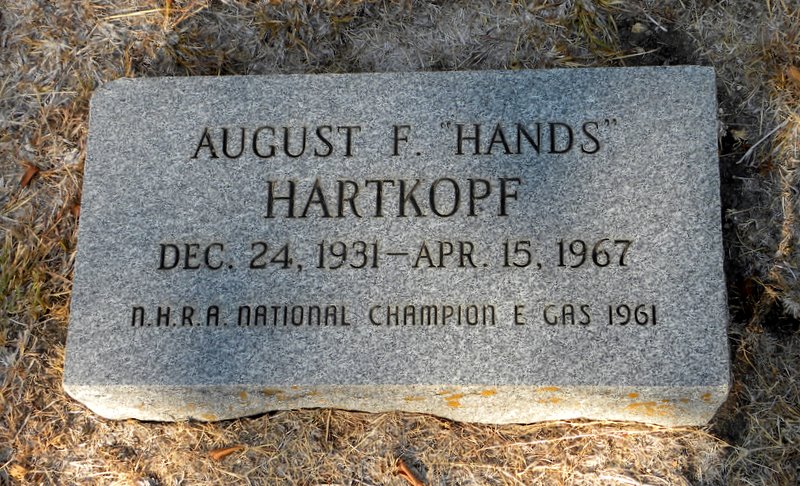 AUGUST F. "HANDS"
HARTKOPF
DEC. 24, 1931–APR. 15, 1967
N.H.R.A. NATIONAL CHAMPION E GAS 1961